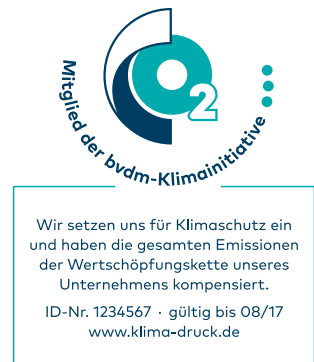 CO2
Mitglied der bvdm-Klimainitiative
Wir setzen uns für Klimaschutz ein
und haben die gesamten Emissionen
der Wertschöpfungskette unseres
Unternehmens kompensiert.
ID-Nr. 1234567 · gültig bis 08/17
www.klima-druck.de